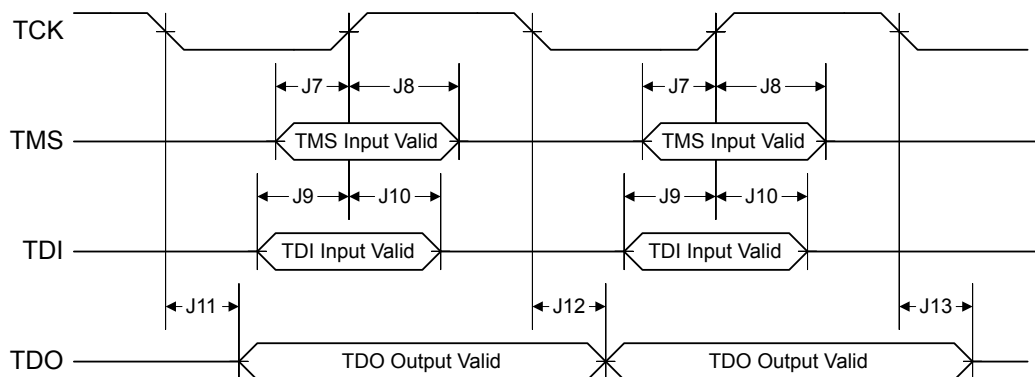 TCK
J7 J8 J7 J8
TMS TMS Input Valid TMS Input Valid
J9 J10 J9 J10
TDI TDI Input Valid TDI Input Valid
J11 J12 J13
TDO TDO Output Valid TDO Output Valid